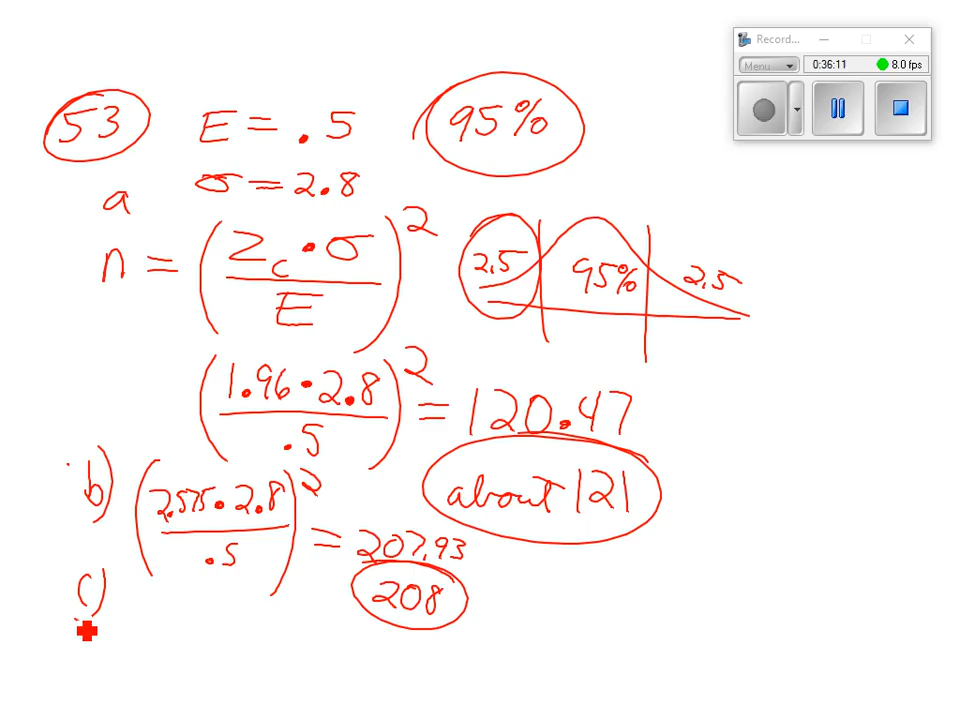 Record...
Menu 0:36:11 8.0 fps
53 E = .5 95%
a σ = 2.8
n = (Zc • σ / E)²
2.5 95% 2.5
(1.96 • 2.8 / .5)² = 120.47
about 121
b) (2.575 • 2.8 / .5)² = 207.93
208
c)